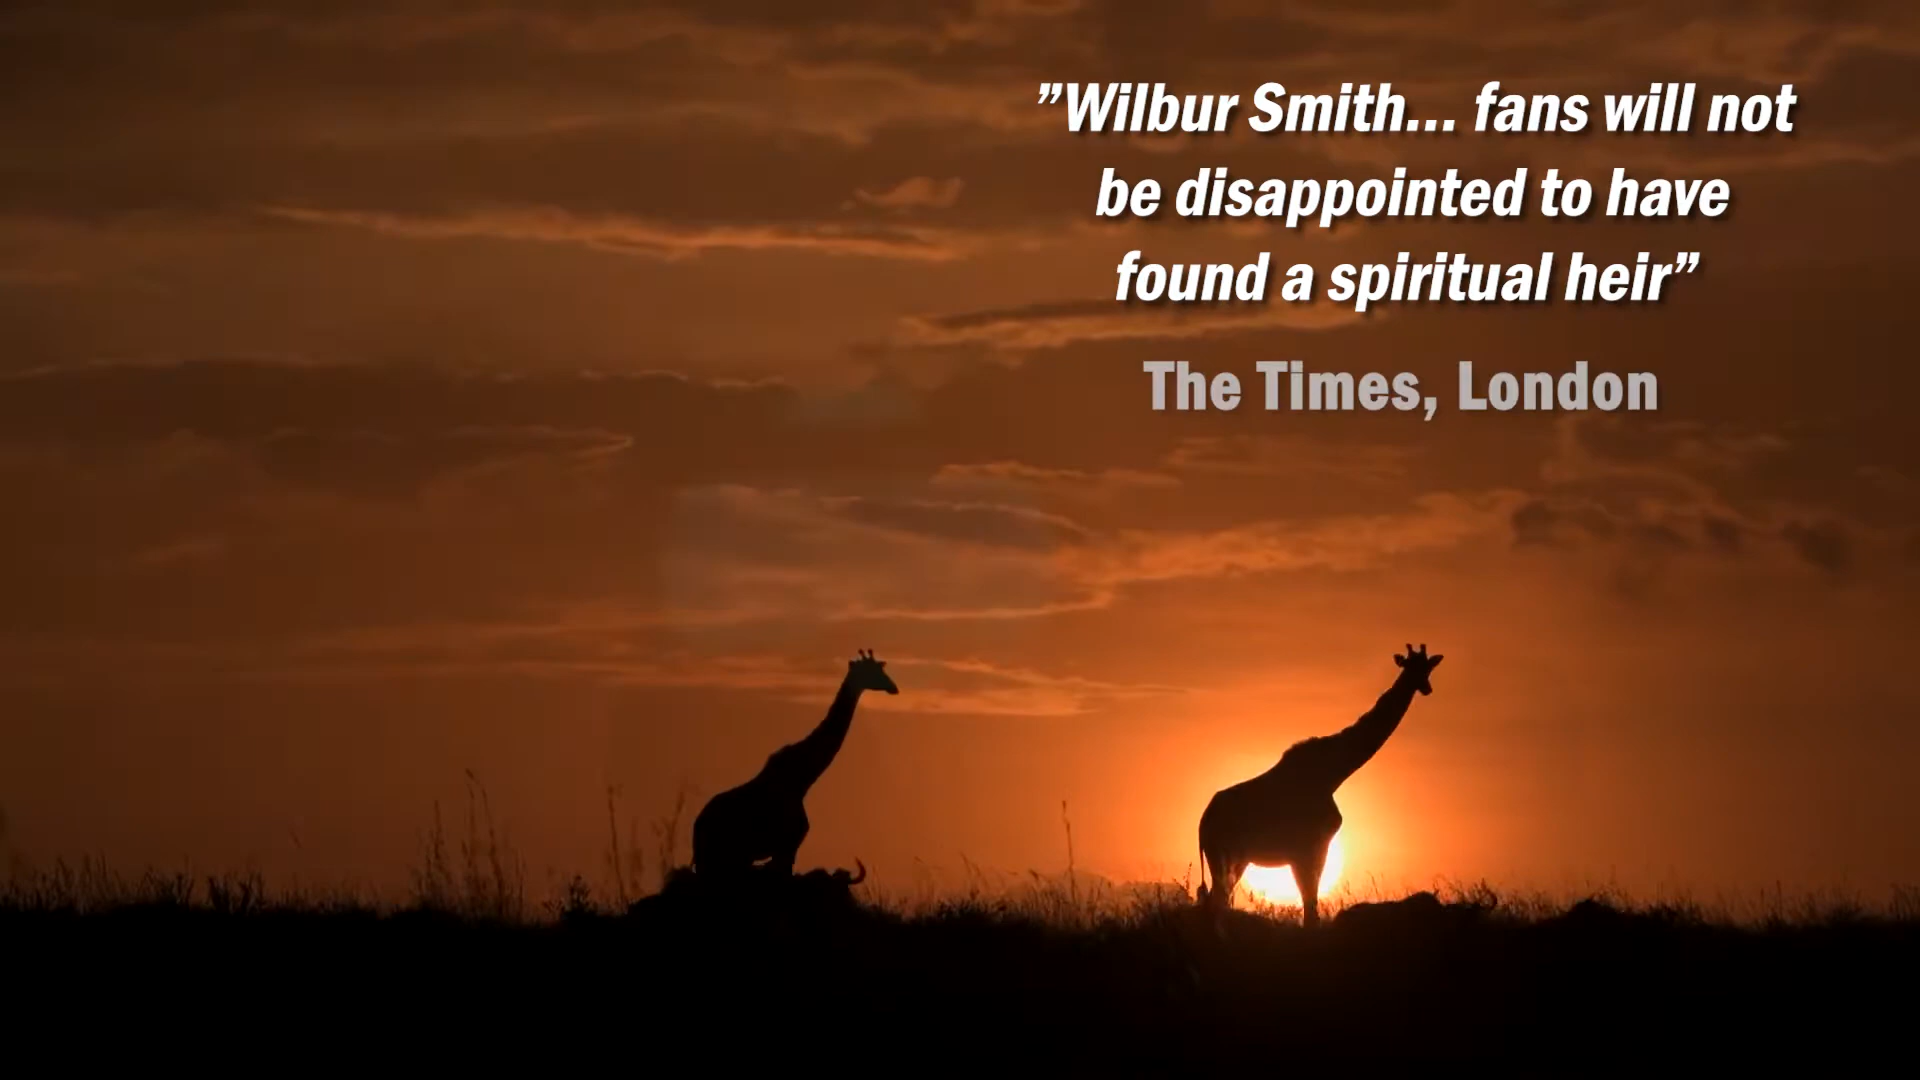 ”Wilbur Smith... fans will not
be disappointed to have
found a spiritual heir”
The Times, London